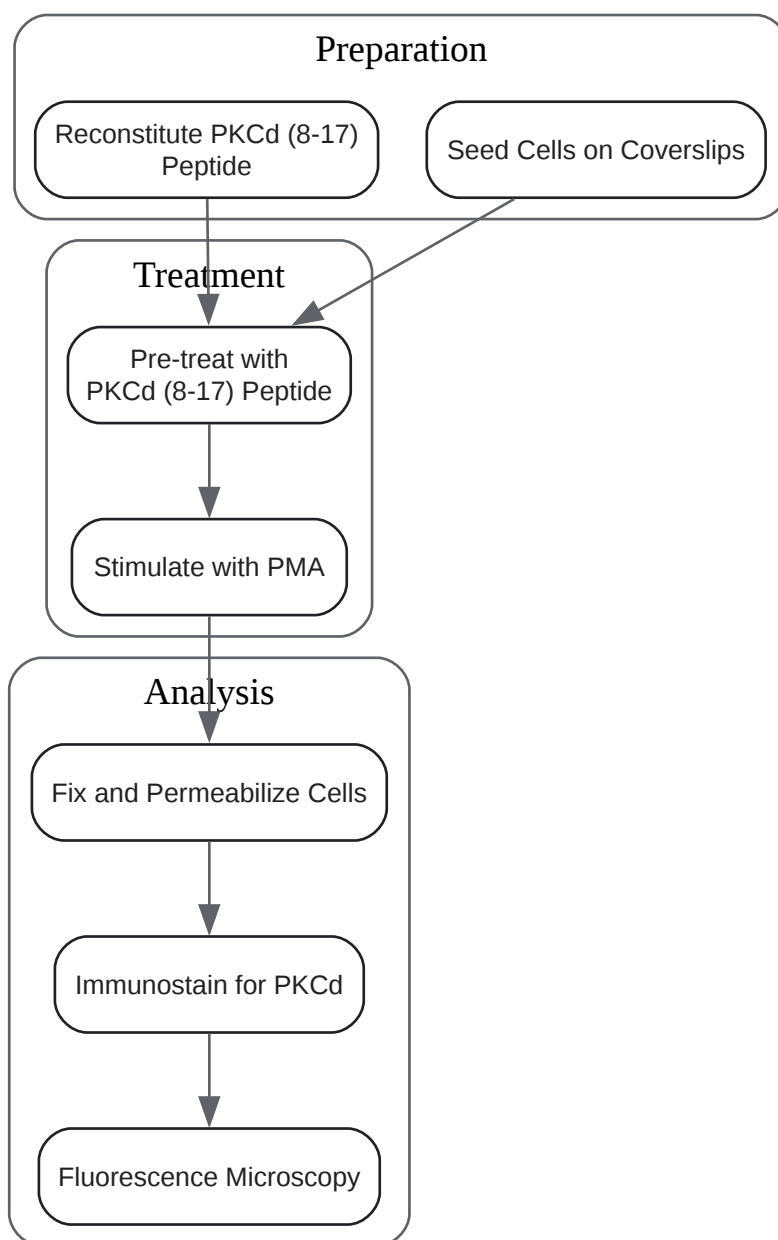 Preparation
Reconstitute PKCd (8-17)
Peptide
Seed Cells on Coverslips
Treatment
Pre-treat with
PKCd (8-17) Peptide
Stimulate with PMA
Analysis
Fix and Permeabilize Cells
Immunostain for PKCd
Fluorescence Microscopy